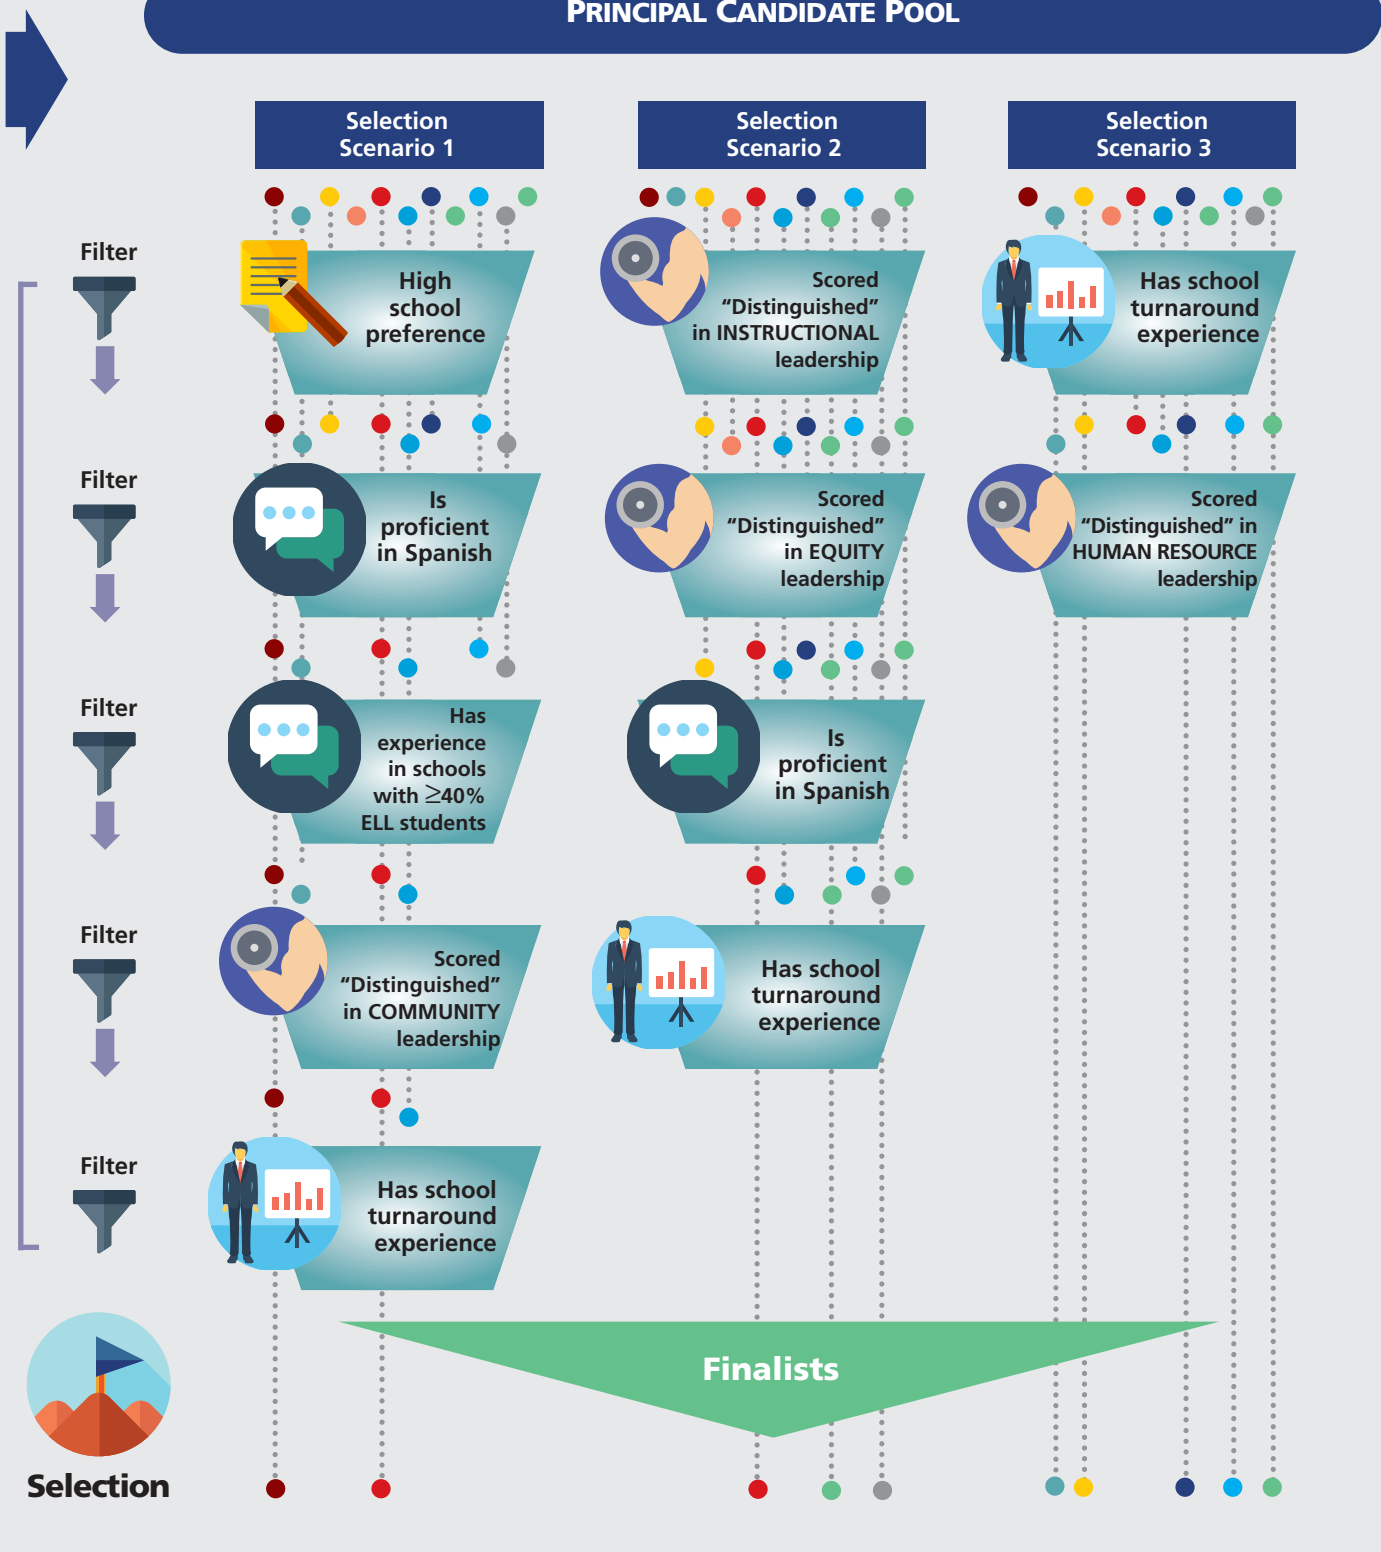 PRINCIPAL CANDIDATE POOL
Selection
Scenario 1
Selection
Scenario 2
Selection
Scenario 3
Filter
High
school
preference
Scored
“Distinguished”
in INSTRUCTIONAL
leadership
Has school
turnaround
experience
Filter
Is
proficient
in Spanish
Scored
“Distinguished”
in EQUITY
leadership
Scored
“Distinguished” in
HUMAN RESOURCE
leadership
Filter
Has
experience
in schools
with ≥40%
ELL students
Is
proficient
in Spanish
Filter
Scored
“Distinguished”
in COMMUNITY
leadership
Has school
turnaround
experience
Filter
Has school
turnaround
experience
Finalists
Selection